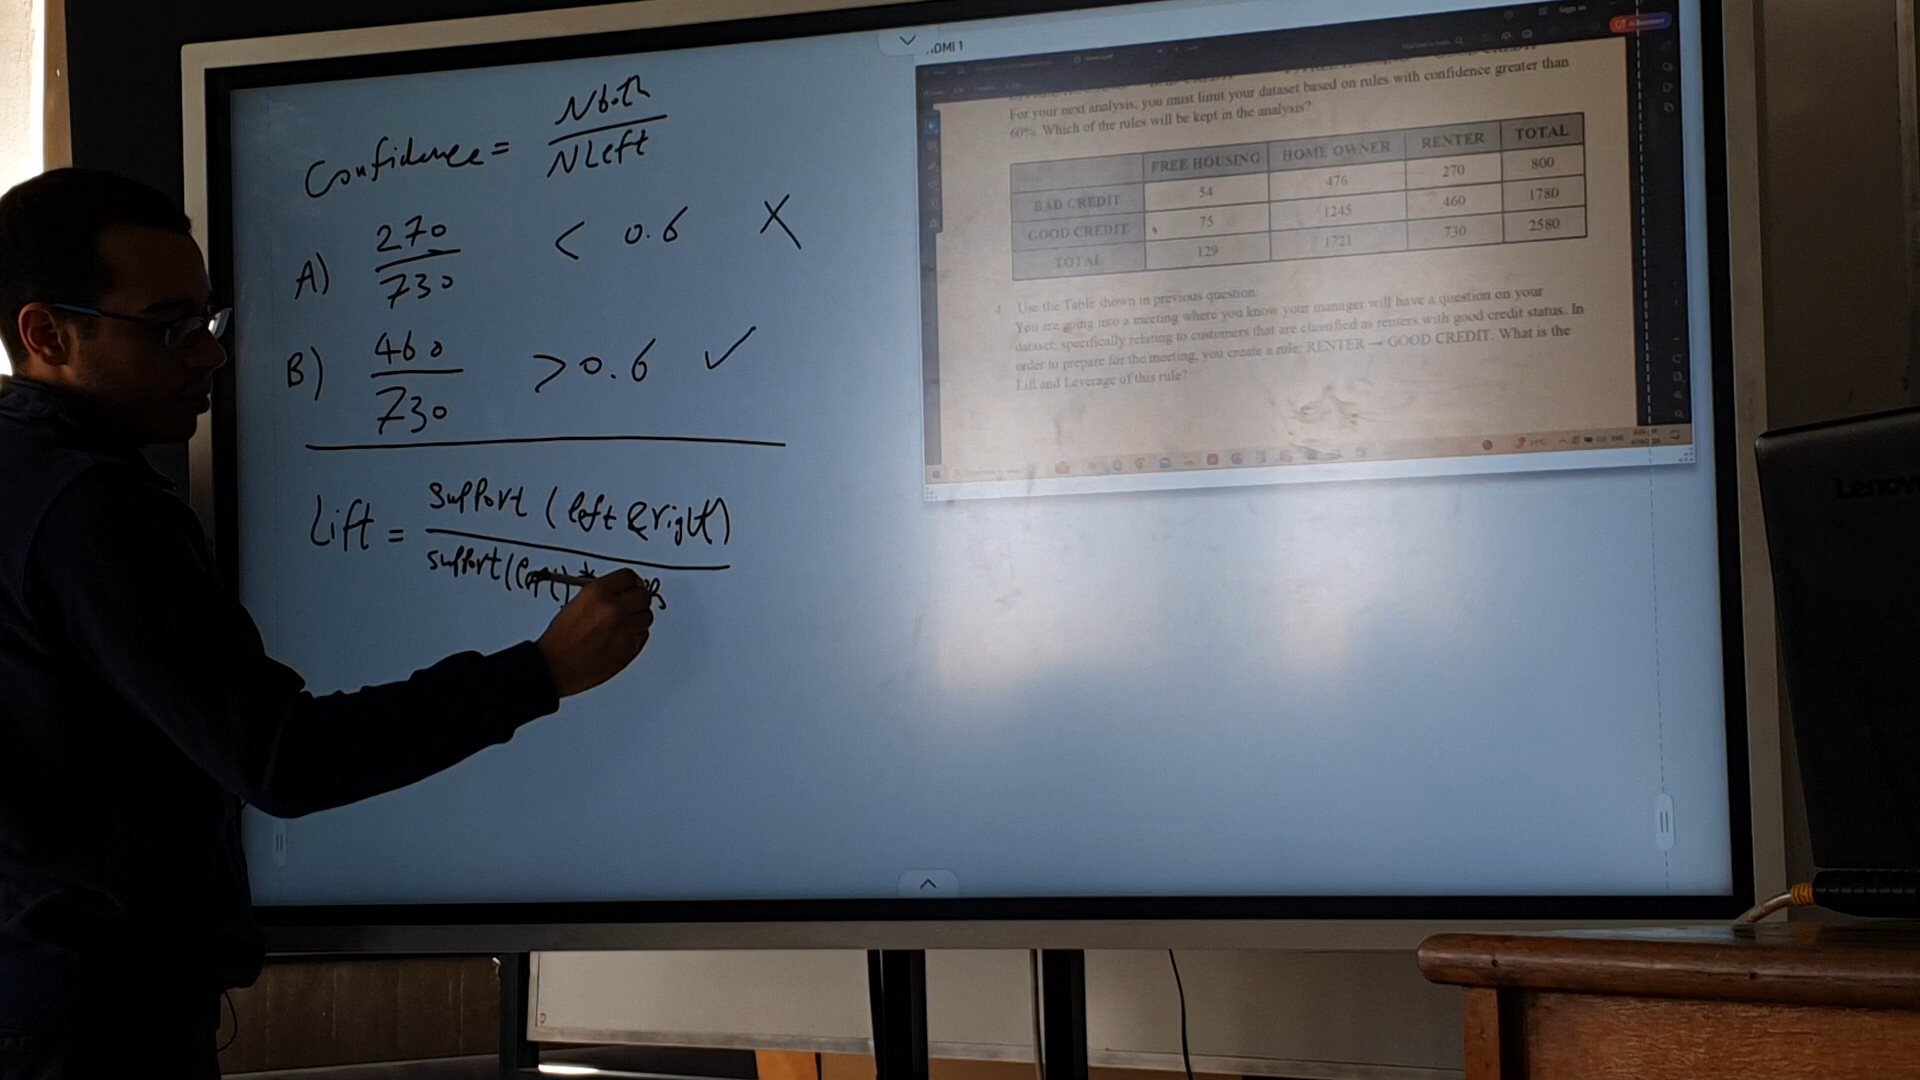 Confidence = Nboth / NLeft
A) 270 / 730 < 0.6 X
B) 460 / 730 > 0.6 ✓
Lift = Support (left & right) / support (left) *
OMI 1
For your next analysis, you must limit your dataset based on rules with confidence greater than
60%. Which of the rules will be kept in the analysis?
FREE HOUSING HOME OWNER RENTER TOTAL
BAD CREDIT 54 476 270 800
GOOD CREDIT 75 1245 460 1780
TOTAL 129 1721 730 2580
4. Use the Table shown in previous question.
You are going into a meeting where you know your manager will have a question on your
dataset, specifically relating to customers that are classified as renters with good credit status. In
order to prepare for the meeting, you create a rule: RENTER → GOOD CREDIT. What is the
Lift and Leverage of this rule?
Lenov